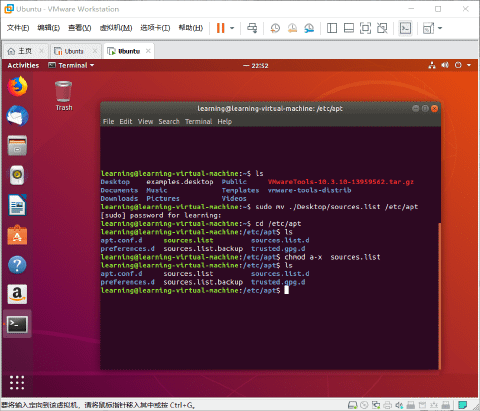 Ubuntu - VMware Workstation
文件(F) 编辑(E) 查看(V) 虚拟机(M) 选项卡(T) 帮助(H)
主页 Ubuntu Ubuntu
Activities Terminal 22:52
Trash
learning@learning-virtual-machine: /etc/apt
File Edit View Search Terminal Help
learning@learning-virtual-machine:~$ ls
Desktop examples.desktop Public VMwareTools-10.3.10-13959562.tar.gz
Documents Music Templates vmware-tools-distrib
Downloads Pictures Videos
learning@learning-virtual-machine:~$ sudo mv ./Desktop/sources.list /etc/apt
[sudo] password for learning:
learning@learning-virtual-machine:~$ cd /etc/apt
learning@learning-virtual-machine:/etc/apt$ ls
apt.conf.d sources.list sources.list.d
preferences.d sources.list.backup trusted.gpg.d
learning@learning-virtual-machine:/etc/apt$ chmod a-x sources.list
learning@learning-virtual-machine:/etc/apt$ ls
apt.conf.d sources.list sources.list.d
preferences.d sources.list.backup trusted.gpg.d
learning@learning-virtual-machine:/etc/apt$
要将输入定向到该虚拟机，请将鼠标指针移入其中或按 Ctrl+G。